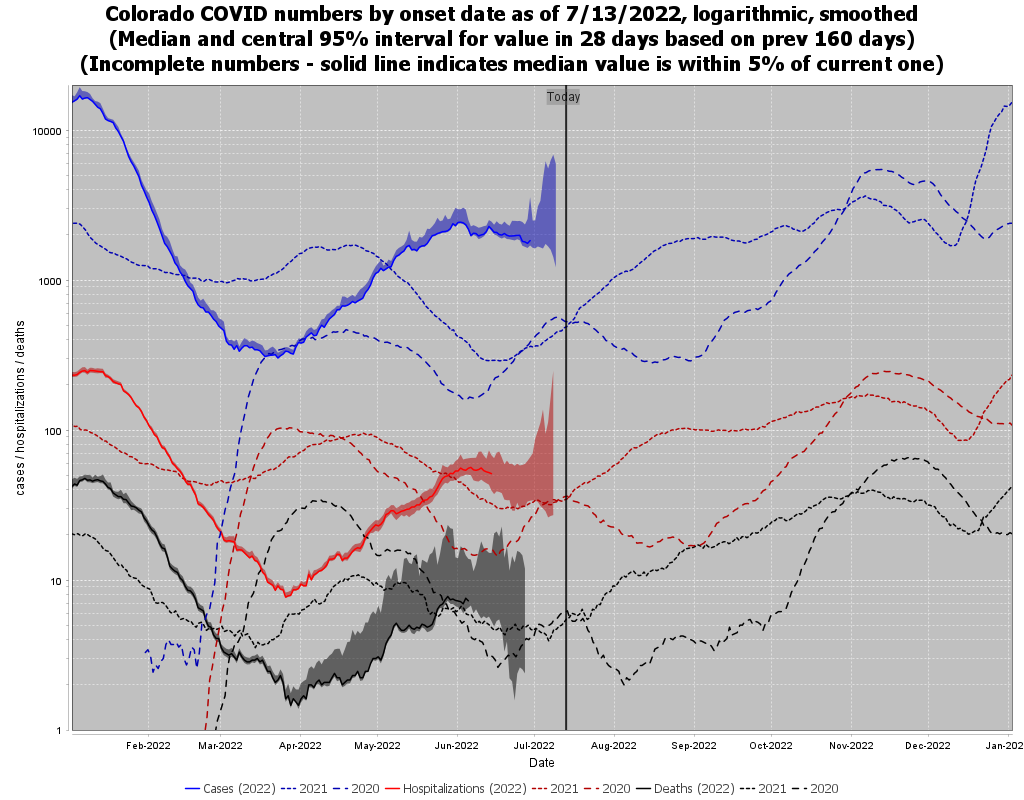 Colorado COVID numbers by onset date as of 7/13/2022, logarithmic, smoothed
(Median and central 95% interval for value in 28 days based on prev 160 days)
(Incomplete numbers - solid line indicates median value is within 5% of current one)
Today
10000
1000
100
10
1
cases / hospitalizations / deaths
Feb-2022 Mar-2022 Apr-2022 May-2022 Jun-2022 Jul-2022 Aug-2022 Sep-2022 Oct-2022 Nov-2022 Dec-2022 Jan-202
Date
Cases (2022) 2021 2020 Hospitalizations (2022) 2021 2020 Deaths (2022) 2021 2020